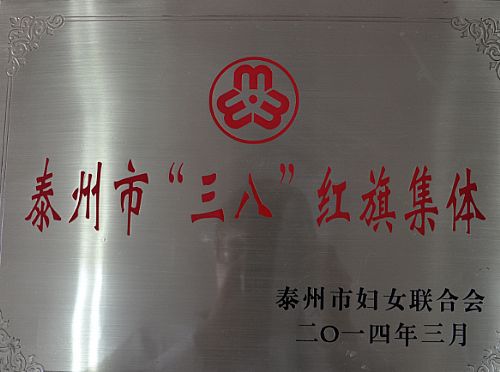 泰州市“三八”红旗集体
泰州市妇女联合会
二〇一四年三月